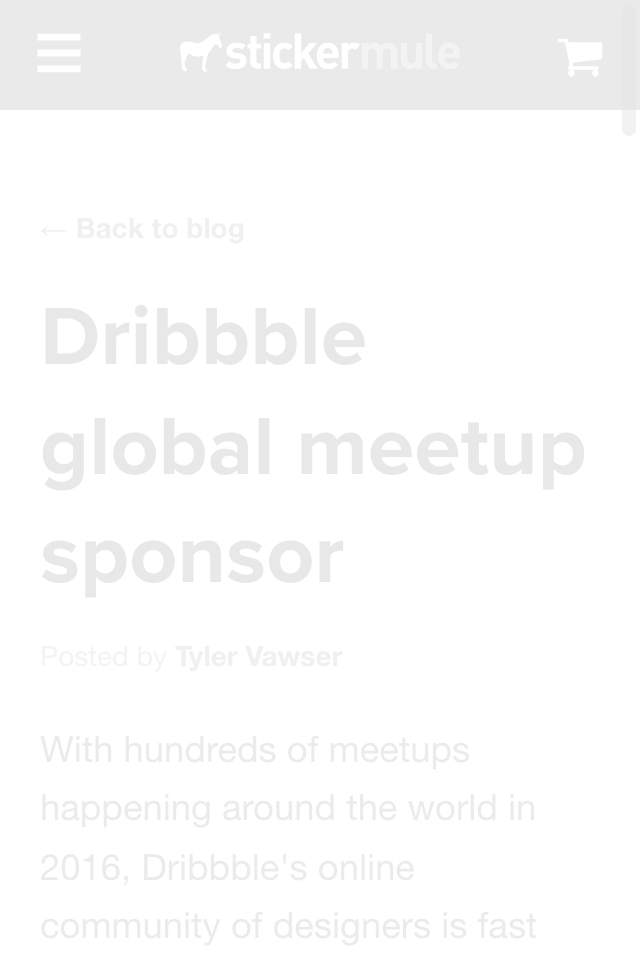 stickermule
← Back to blog
Dribbble
global meetup
sponsor
Posted by Tyler Vawser
With hundreds of meetups
happening around the world in
2016, Dribbble's online
community of designers is fast